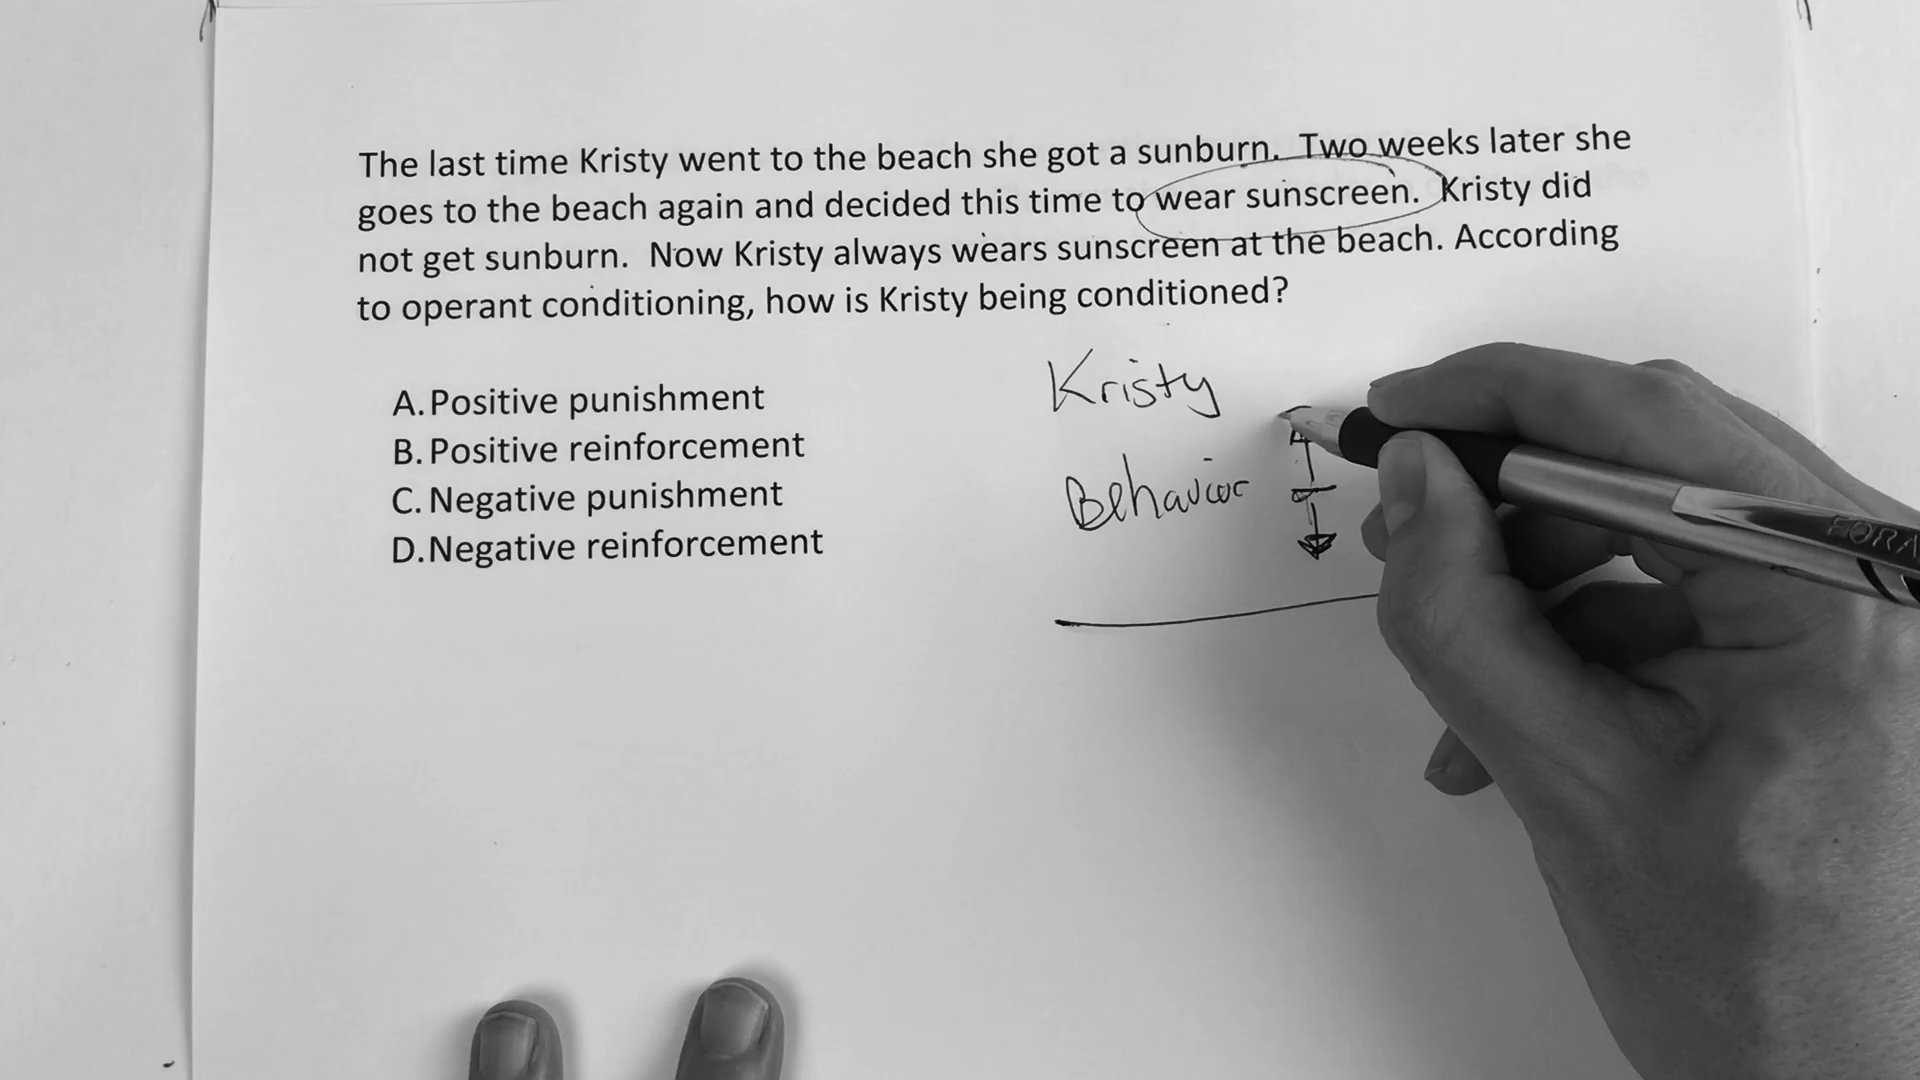 The last time Kristy went to the beach she got a sunburn. Two weeks later she
goes to the beach again and decided this time to wear sunscreen. Kristy did
not get sunburn. Now Kristy always wears sunscreen at the beach. According
to operant conditioning, how is Kristy being conditioned?
A. Positive punishment
B. Positive reinforcement
C. Negative punishment
D. Negative reinforcement
Kristy
Behavior
FORA